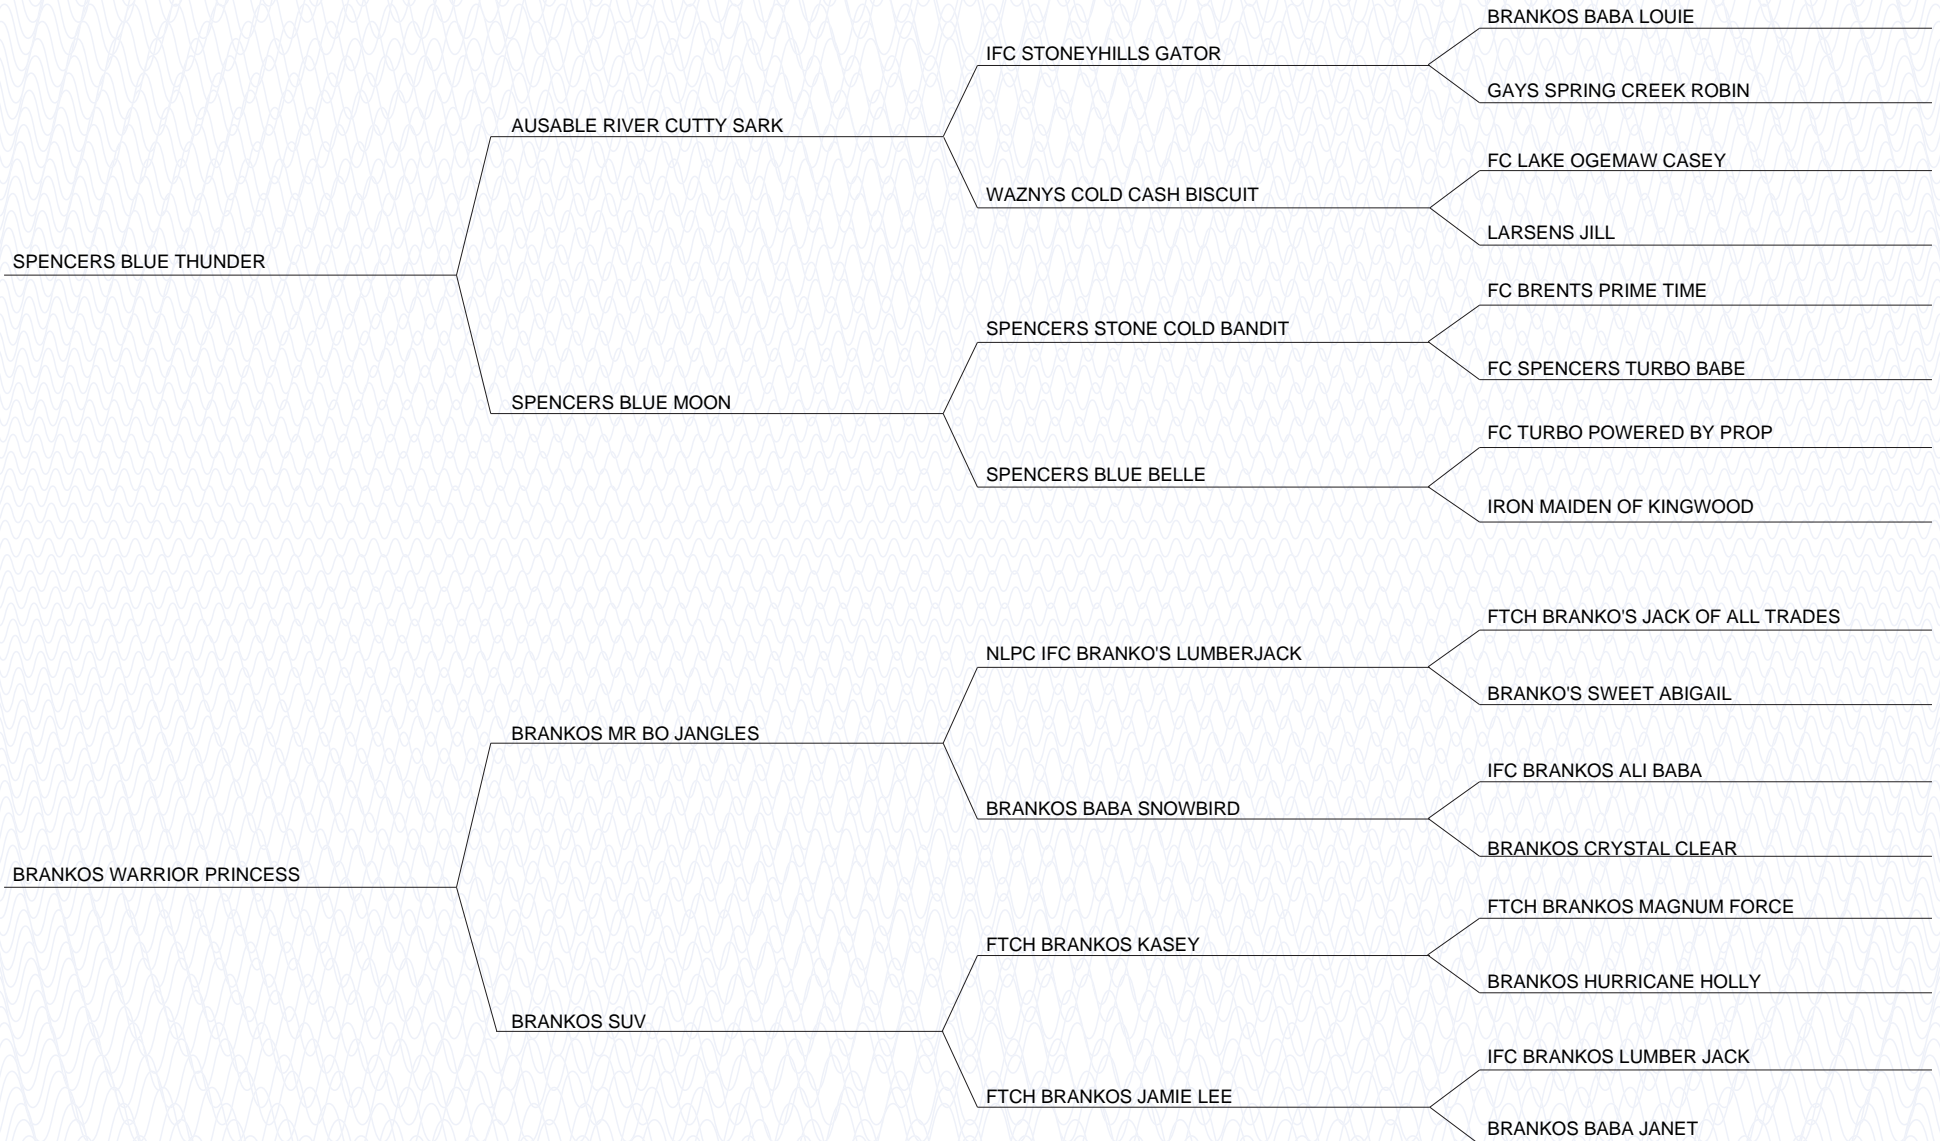 BRANKOS BABA LOUIE
IFC STONEYHILLS GATOR
GAYS SPRING CREEK ROBIN
AUSABLE RIVER CUTTY SARK
FC LAKE OGEMAW CASEY
WAZNYS COLD CASH BISCUIT
LARSENS JILL
SPENCERS BLUE THUNDER
FC BRENTS PRIME TIME
SPENCERS STONE COLD BANDIT
FC SPENCERS TURBO BABE
SPENCERS BLUE MOON
FC TURBO POWERED BY PROP
SPENCERS BLUE BELLE
IRON MAIDEN OF KINGWOOD
FTCH BRANKO'S JACK OF ALL TRADES
NLPC IFC BRANKO'S LUMBERJACK
BRANKO'S SWEET ABIGAIL
BRANKOS MR BO JANGLES
IFC BRANKOS ALI BABA
BRANKOS BABA SNOWBIRD
BRANKOS CRYSTAL CLEAR
BRANKOS WARRIOR PRINCESS
FTCH BRANKOS MAGNUM FORCE
FTCH BRANKOS KASEY
BRANKOS HURRICANE HOLLY
BRANKOS SUV
IFC BRANKOS LUMBER JACK
FTCH BRANKOS JAMIE LEE
BRANKOS BABA JANET